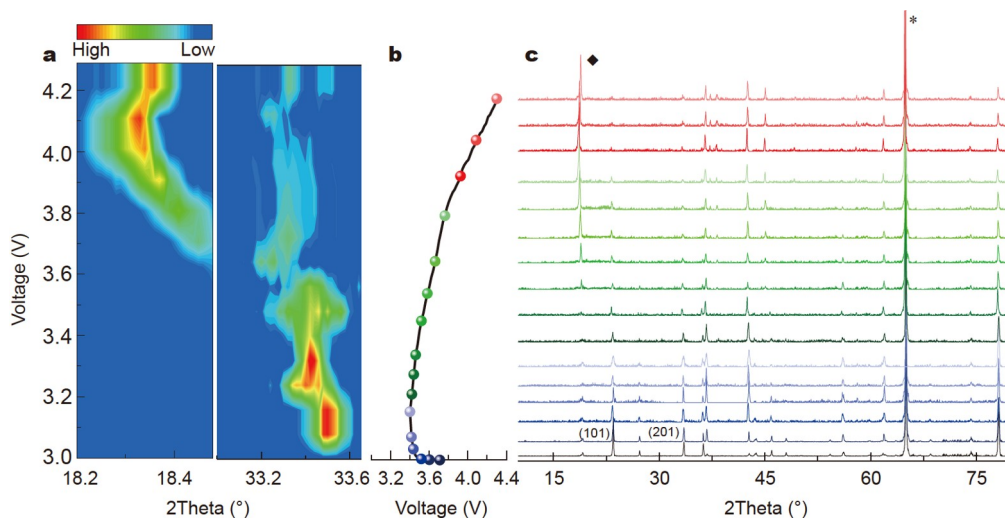 a
High
Low
b
c
◆
*
Voltage (V)
4.2
4.0
3.8
3.6
3.4
3.2
3.0
(101)
(201)
18.2
18.4
33.2
33.6
3.2
3.6
4.0
4.4
15
30
45
60
75
2Theta (°)
Voltage (V)
2Theta (°)